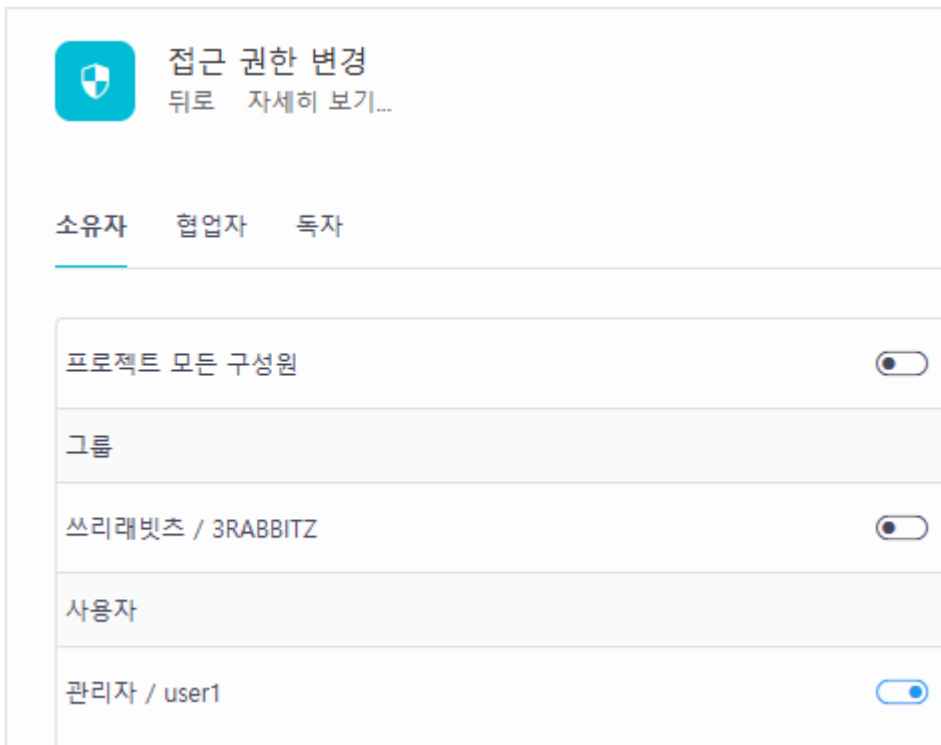 접근 권한 변경
뒤로 자세히 보기...
소유자 협업자 독자
프로젝트 모든 구성원
그룹
쓰리래빗츠 / 3RABBITZ
사용자
관리자 / user1